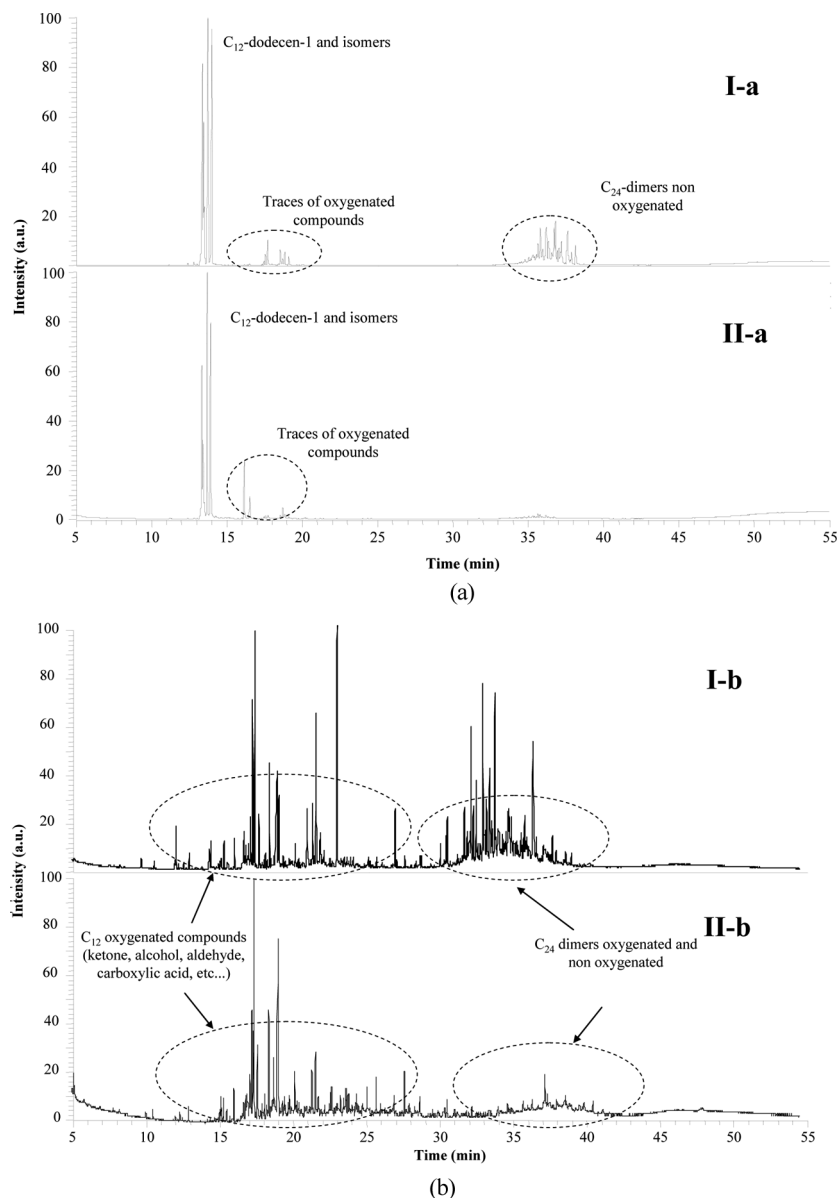 100
80
60
40
20
Intensity (a.u.)
C12-dodecen-1 and isomers
I-a
Traces of oxygenated
compounds
C24-dimers non
oxygenated
100
80
60
40
20
0
C12-dodecen-1 and isomers
II-a
Traces of oxygenated
compounds
5 10 15 20 25 30 35 40 45 50 55
Time (min)
(a)
100
80
60
40
20
Intensity (a.u.)
I-b
100
80
60
40
20
0
C12 oxygenated compounds
(ketone, alcohol, aldehyde,
carboxylic acid, etc...)
C24 dimers oxygenated and
non oxygenated
II-b
5 10 15 20 25 30 35 40 45 50 55
Time (min)
(b)